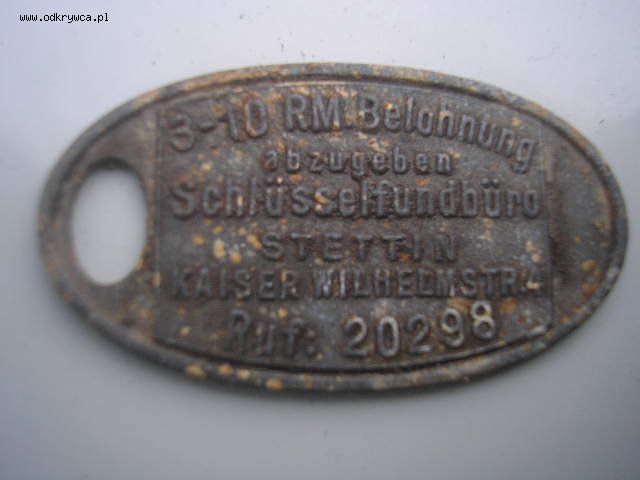 www.odkrywca.pl
3-10 RM Belohnung
abzugeben
Schlüsselfundbüro
STETTIN
KAISER WILHELMSTR.4
Ruf: 20298